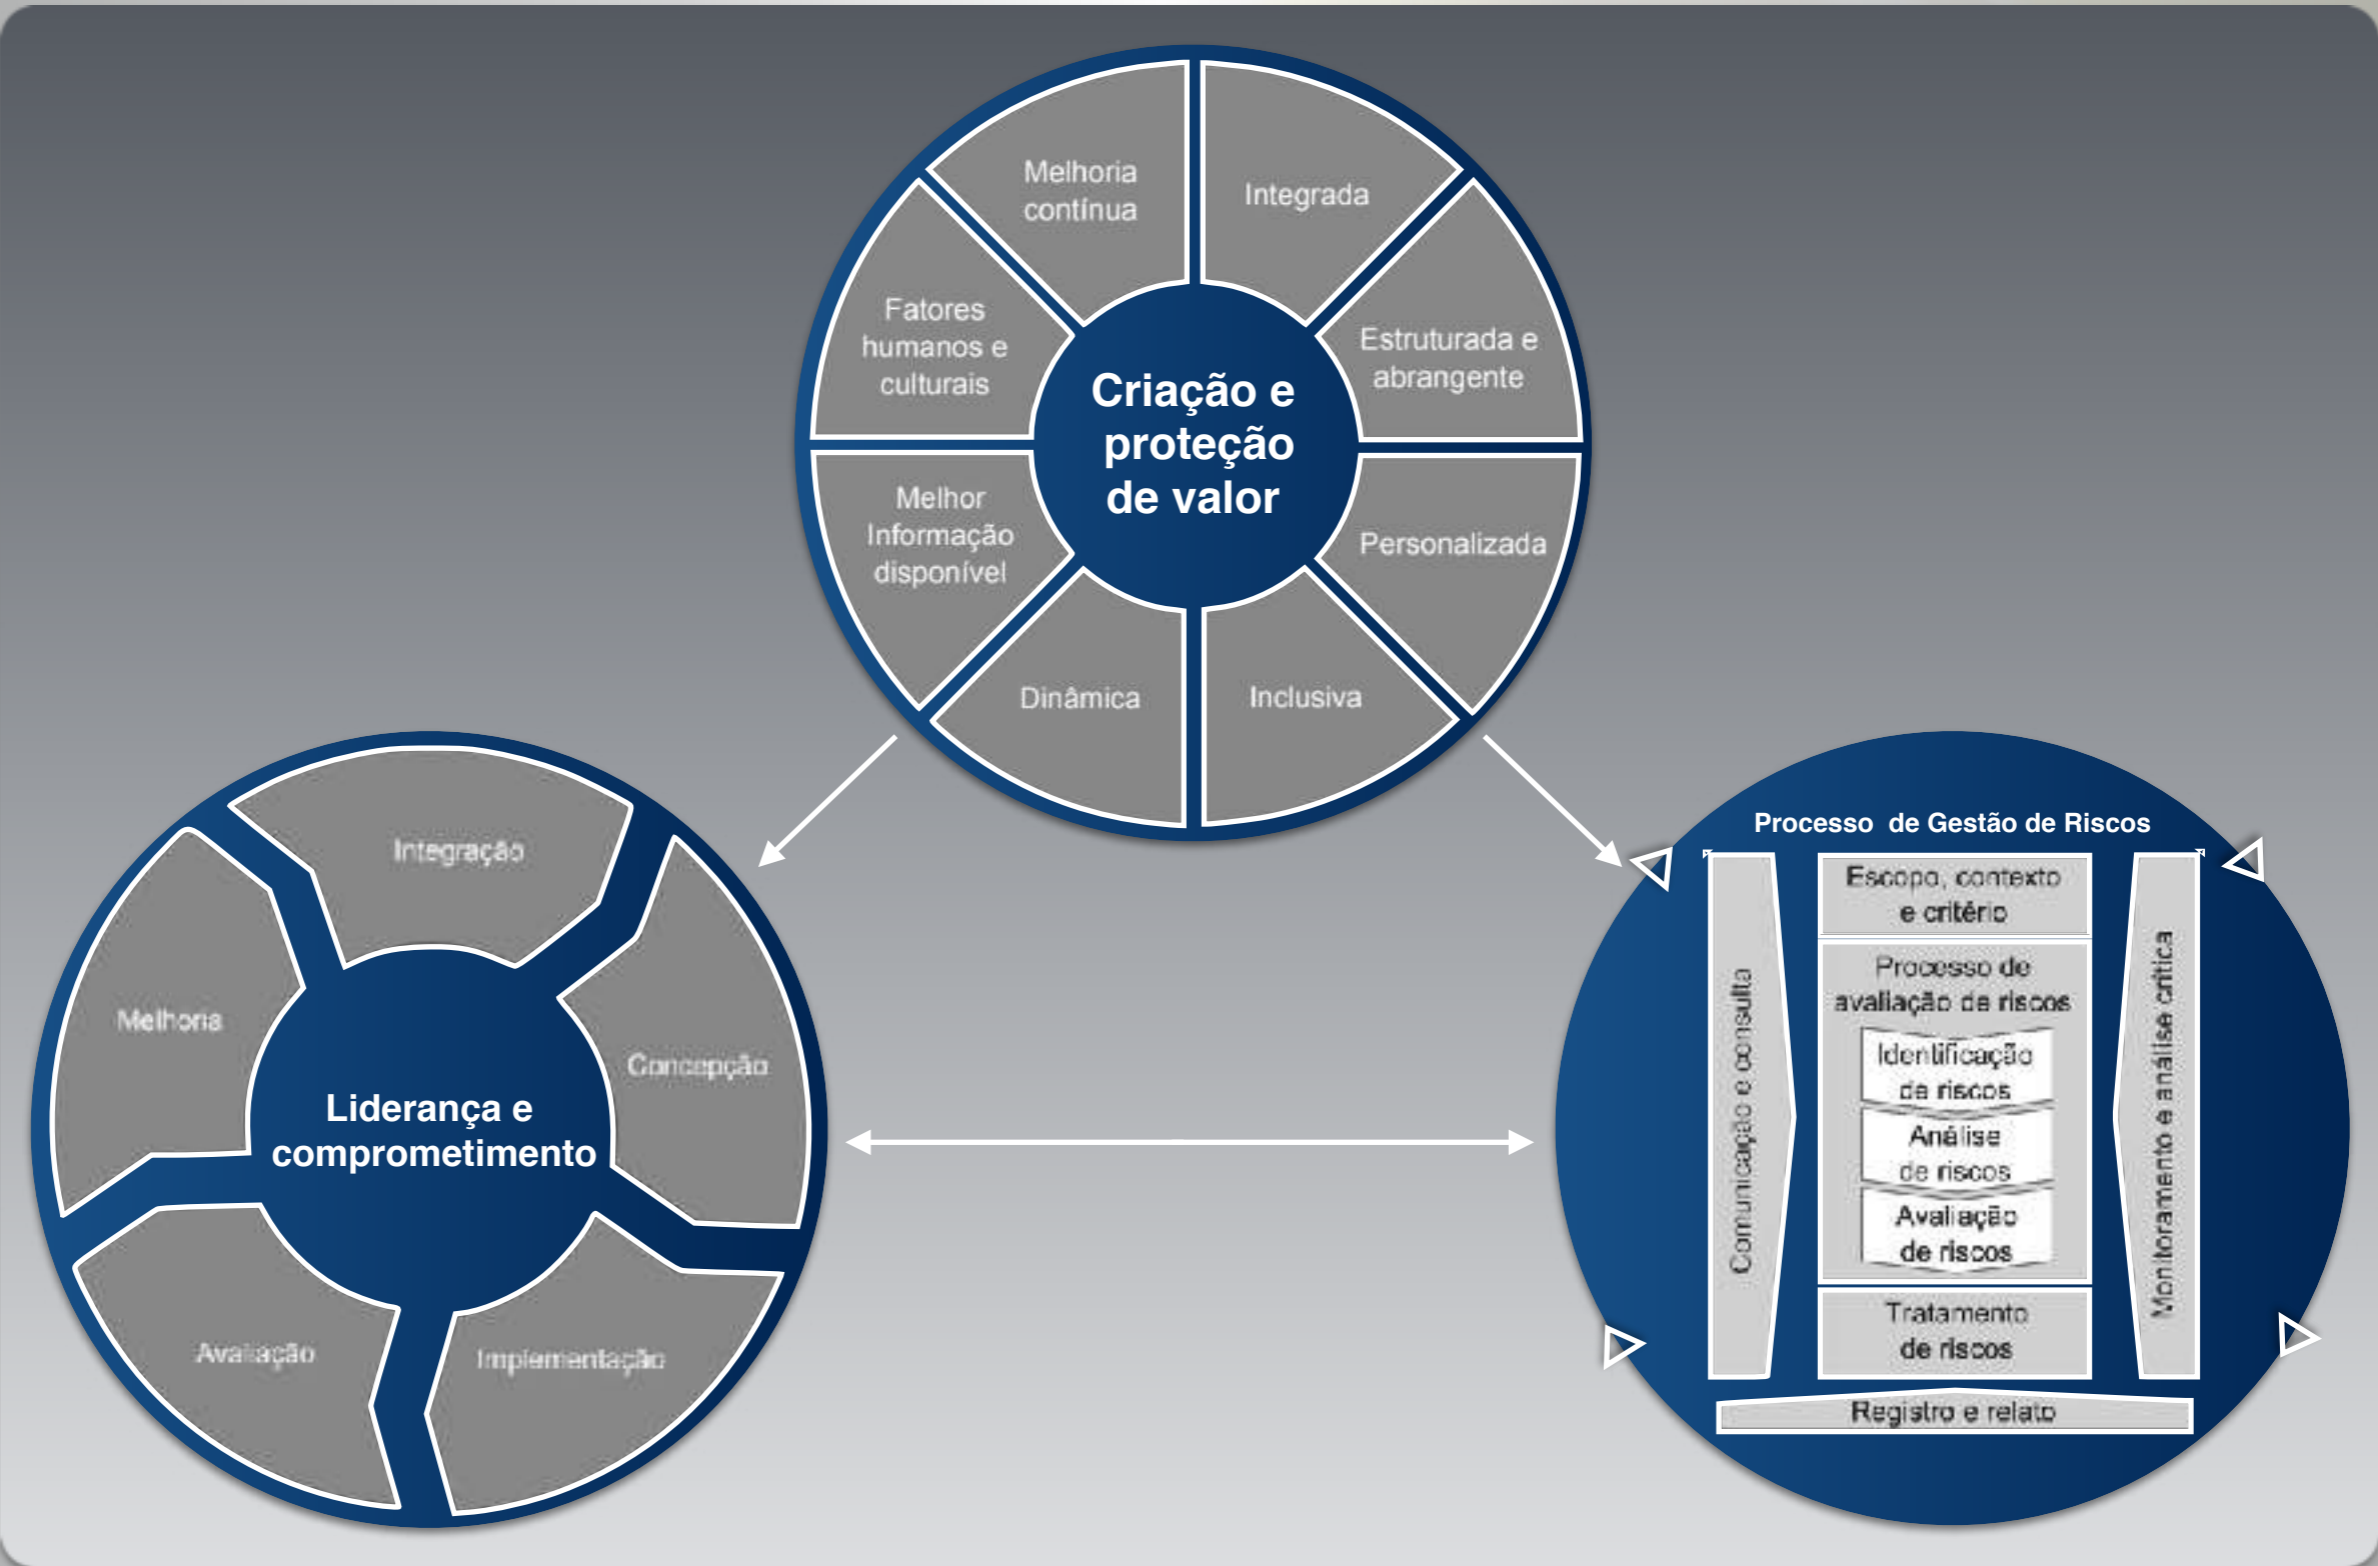 Melhoria
contínua
Integrada
Fatores
humanos e
culturais
Estruturada e
abrangente
Criação e
proteção
de valor
Melhor
Informação
disponível
Personalizada
Dinâmica
Inclusiva
Integração
Melhoria
Concepção
Liderança e
comprometimento
Avaliação
Implementação
Processo de Gestão de Riscos
Comunicação e consulta
Escopo, contexto
e critério
Processo de
avaliação de riscos
Identificação
de riscos
Análise
de riscos
Avaliação
de riscos
Tratamento
de riscos
Monitoramento e análise crítica
Registro e relato